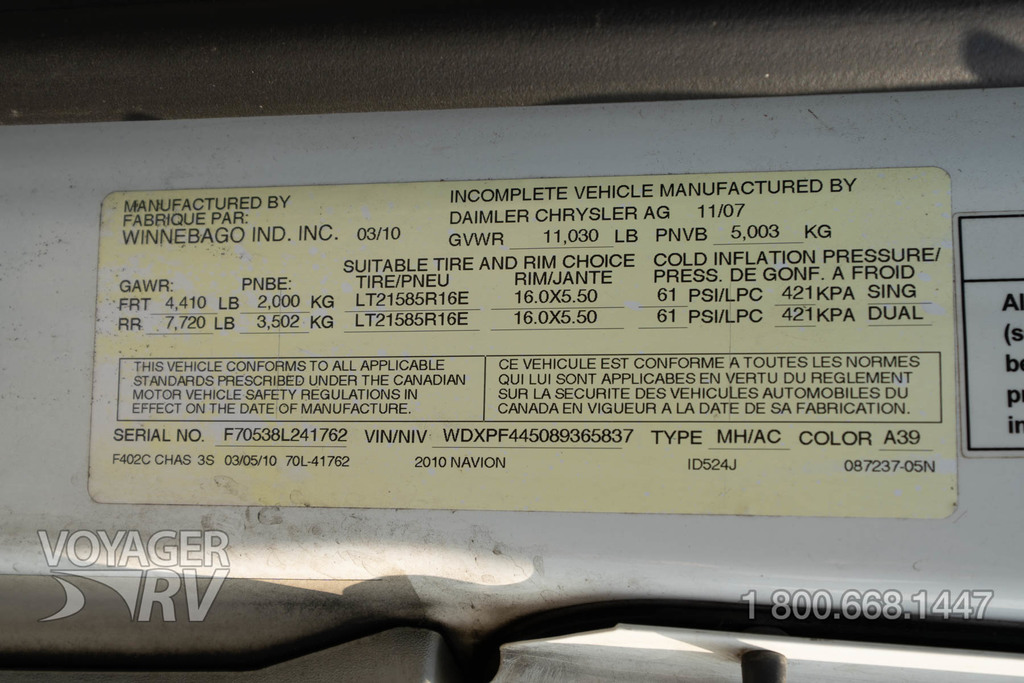 MANUFACTURED BY
FABRIQUE PAR:
WINNEBAGO IND. INC. 03/10
INCOMPLETE VEHICLE MANUFACTURED BY
DAIMLER CHRYSLER AG 11/07
GVWR 11,030 LB PNVB 5,003 KG
GAWR: PNBE:
SUITABLE TIRE AND RIM CHOICE
TIRE/PNEU RIM/JANTE
COLD INFLATION PRESSURE/
PRESS. DE GONF. A FROID
FRT 4,410 LB 2,000 KG LT21585R16E 16.0X5.50 61 PSI/LPC 421KPA SING
RR 7,720 LB 3,502 KG LT21585R16E 16.0X5.50 61 PSI/LPC 421KPA DUAL
THIS VEHICLE CONFORMS TO ALL APPLICABLE
STANDARDS PRESCRIBED UNDER THE CANADIAN
MOTOR VEHICLE SAFETY REGULATIONS IN
EFFECT ON THE DATE OF MANUFACTURE.
CE VEHICULE EST CONFORME A TOUTES LES NORMES
QUI LUI SONT APPLICABES EN VERTU DU REGLEMENT
SUR LA SECURITE DES VEHICULES AUTOMOBILES DU
CANADA EN VIGUEUR A LA DATE DE SA FABRICATION.
SERIAL NO. F70538L241762 VIN/NIV WDXPF445089365837 TYPE MH/AC COLOR A39
F402C CHAS 3S 03/05/10 70L-41762 2010 NAVION ID524J 087237-05N
VOYAGER
RV
1 800.668.1447